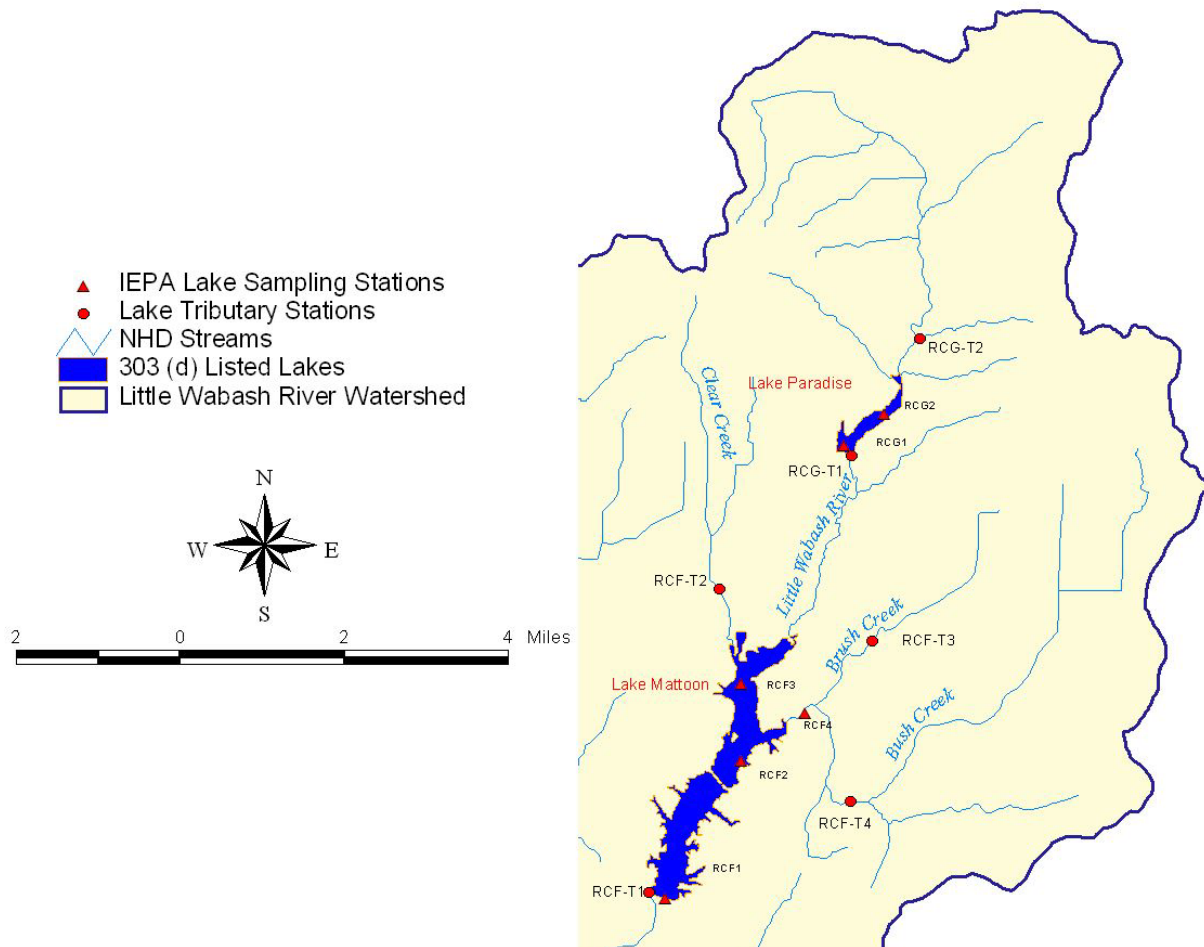 IEPA Lake Sampling Stations
Lake Tributary Stations
NHD Streams
303 (d) Listed Lakes
Little Wabash River Watershed
N
W
E
S
2
0
2
4
Miles
RCG-T2
Lake Paradise
Clear Creek
RCG2
RCG1
RCG-T1
Little Wabash River
RCF-T2
Brush Creek
RCF-T3
Lake Mattoon
RCF3
RCF4
Bush Creek
RCF2
RCF-T4
RCF1
RCF-T1